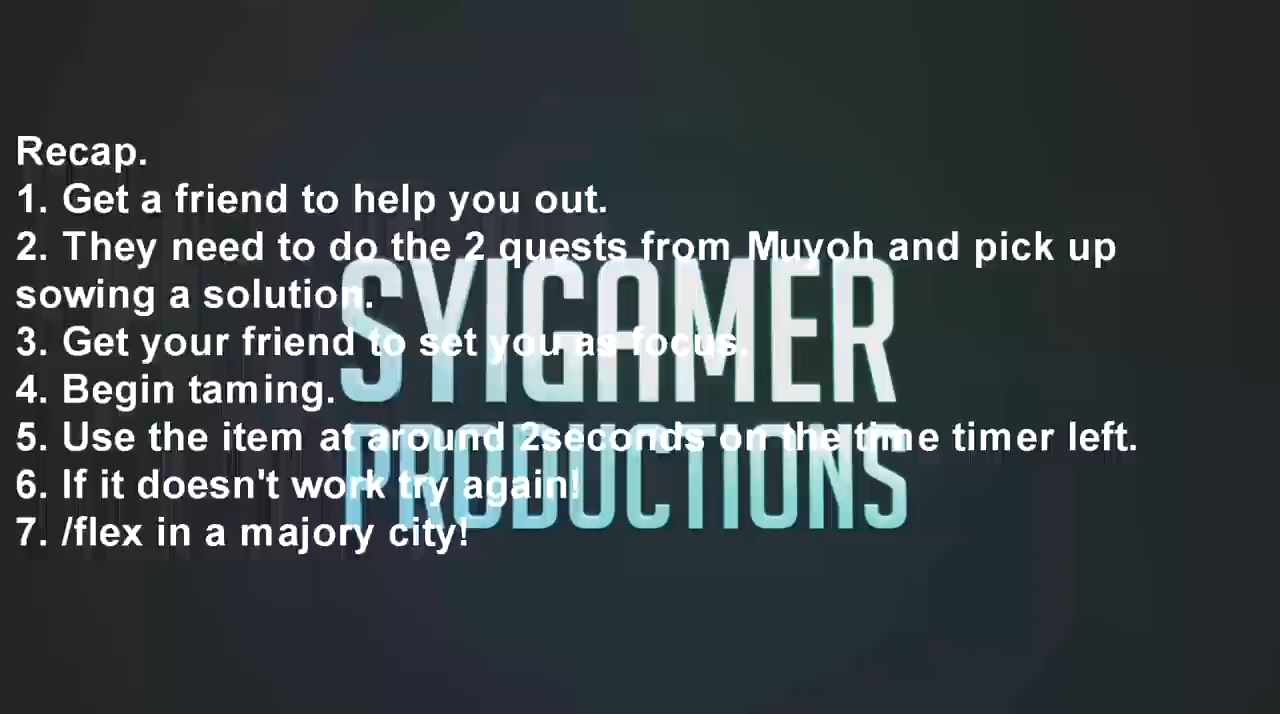 Recap.
1. Get a friend to help you out.
2. They need to do the 2 quests from Muyoh and pick up
sowing a solution.
3. Get your friend to set you as focus.
4. Begin taming.
5. Use the item at around 2seconds on the time timer left.
6. If it doesn't work try again!
7. /flex in a majory city!
SYIGAMER
PRODUCTIONS